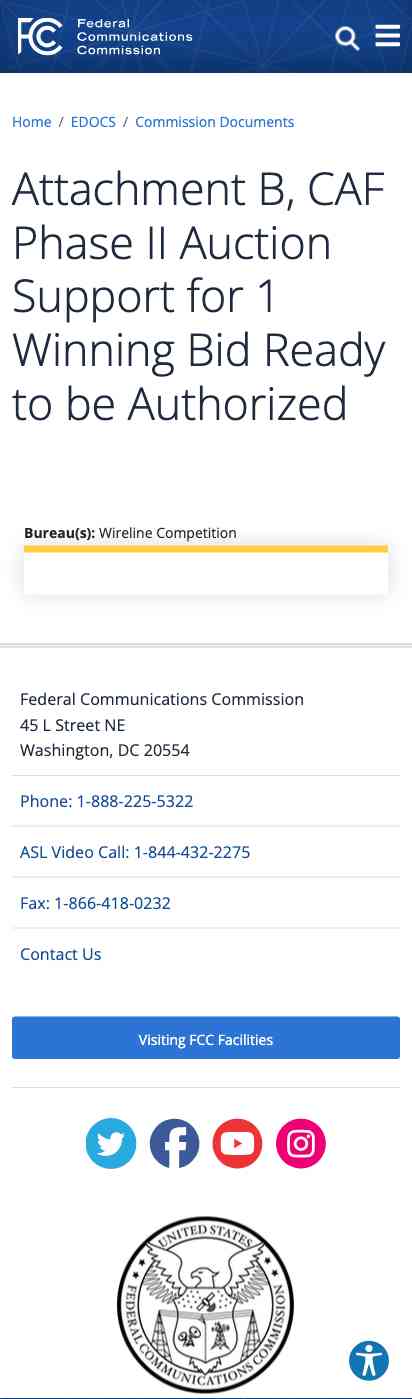 FCC
Federal
Communications
Commission
Home / EDOCS / Commission Documents
Attachment B, CAF
Phase II Auction
Support for 1
Winning Bid Ready
to be Authorized
Bureau(s): Wireline Competition
Federal Communications Commission
45 L Street NE
Washington, DC 20554
Phone: 1-888-225-5322
ASL Video Call: 1-844-432-2275
Fax: 1-866-418-0232
Contact Us
Visiting FCC Facilities
UNITED STATES
FEDERAL COMMUNICATIONS COMMISSION